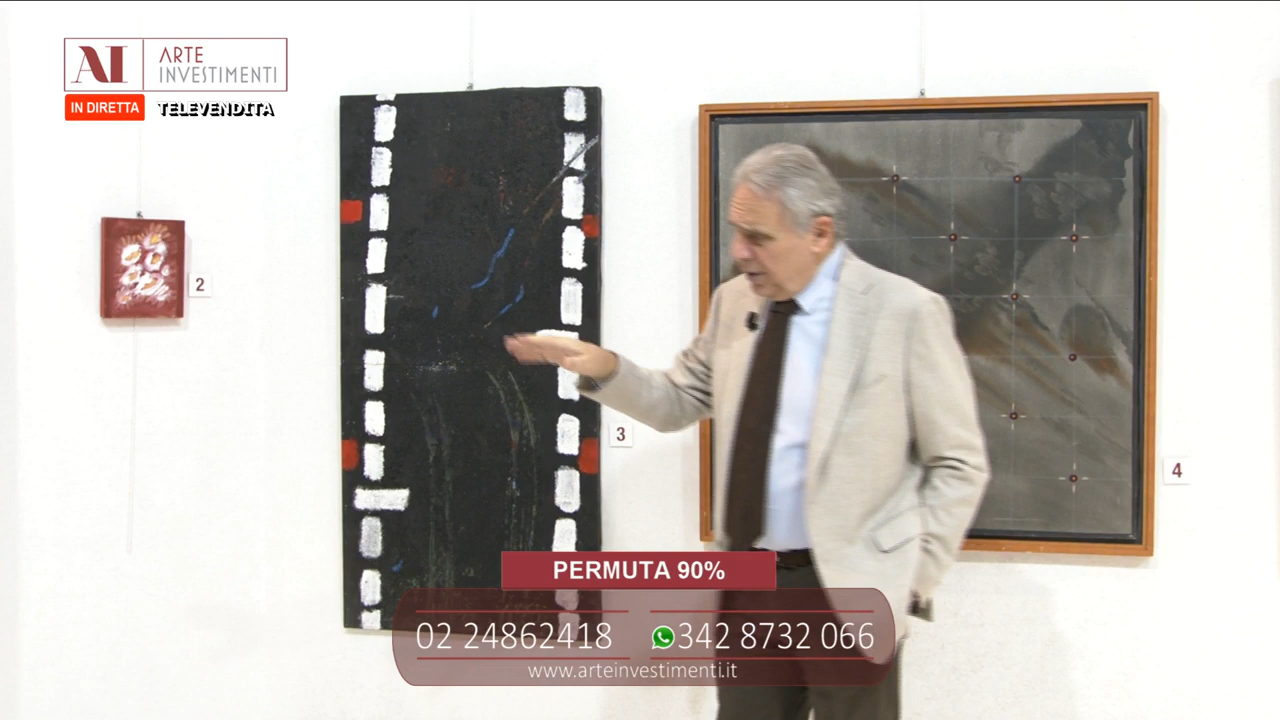 AI ARTE
INVESTIMENTI
IN DIRETTA TELEVENDITA
2
3
4
PERMUTA 90%
02 24862418 342 8732 066
www.arteinvestimenti.it